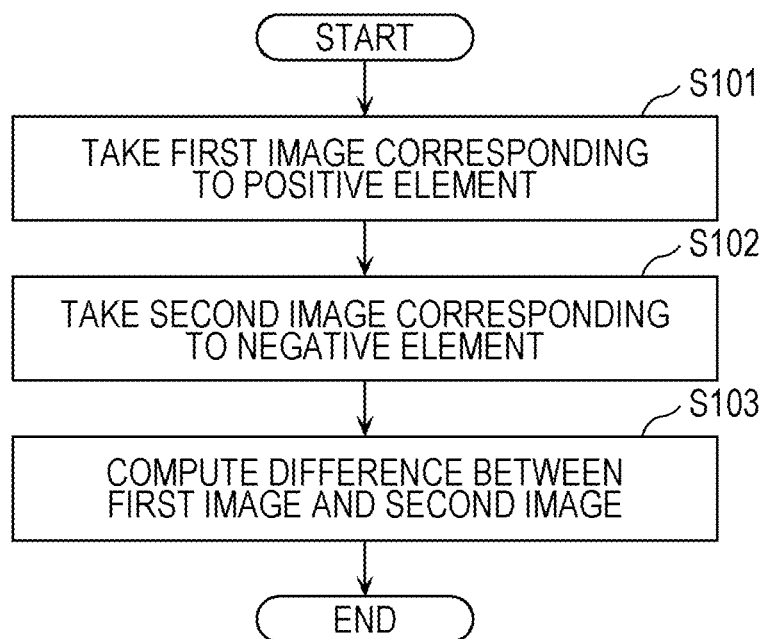 START
S101
TAKE FIRST IMAGE CORRESPONDING
TO POSITIVE ELEMENT
S102
TAKE SECOND IMAGE CORRESPONDING
TO NEGATIVE ELEMENT
S103
COMPUTE DIFFERENCE BETWEEN
FIRST IMAGE AND SECOND IMAGE
END